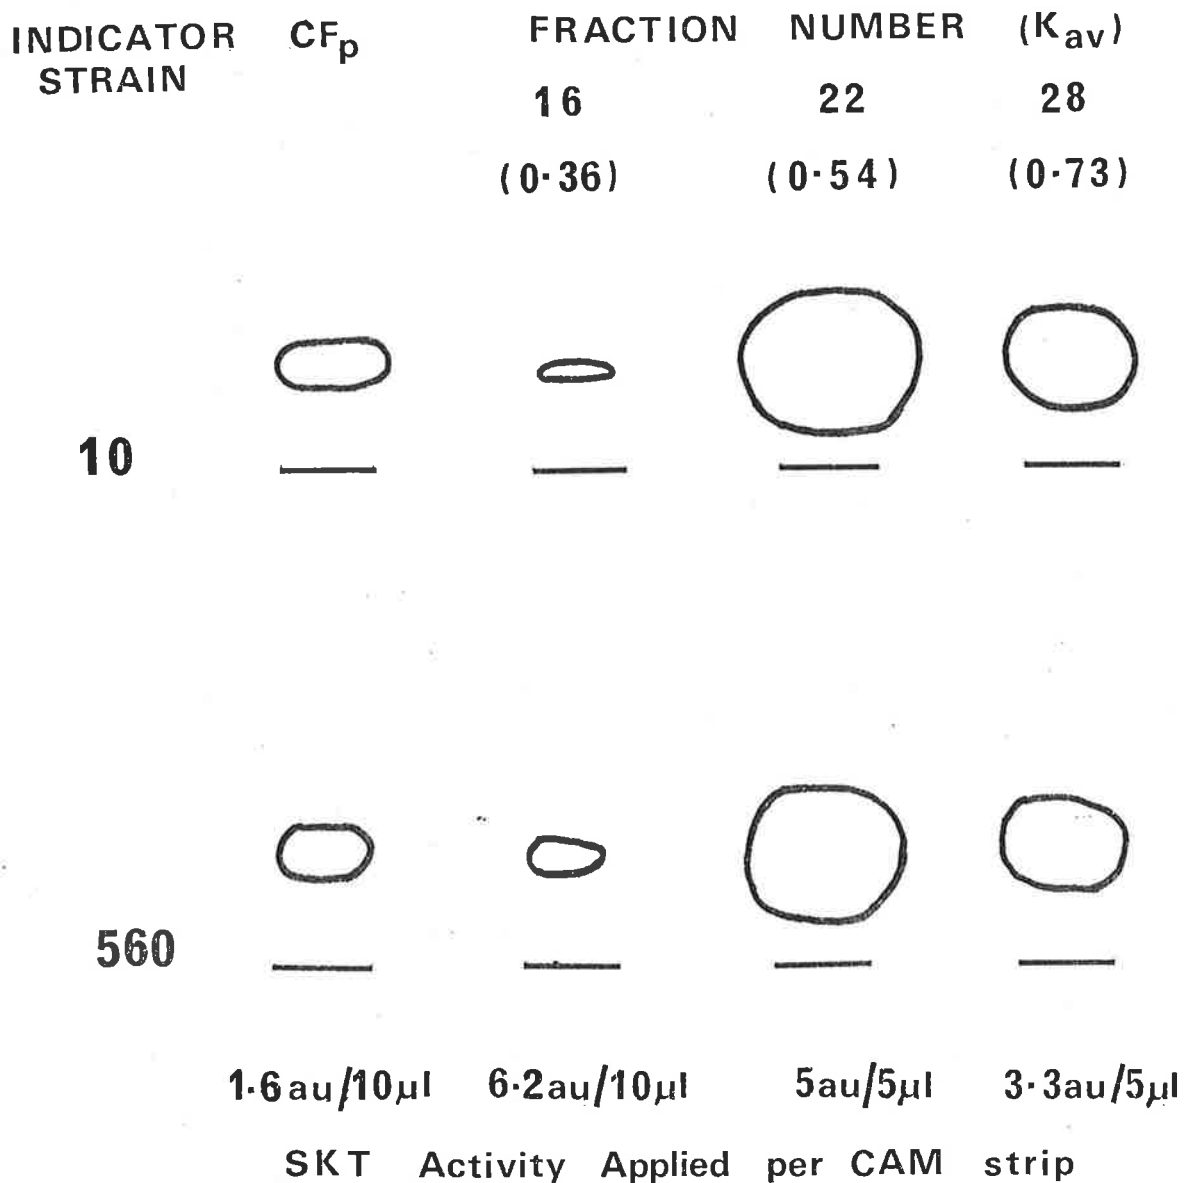 INDICATOR CFp FRACTION NUMBER (Kav)
STRAIN
16 22 28
(0·36) (0·54) (0·73)
10
560
1·6au/10µl 6·2au/10µl 5au/5µl 3·3au/5µl
SKT Activity Applied per CAM strip